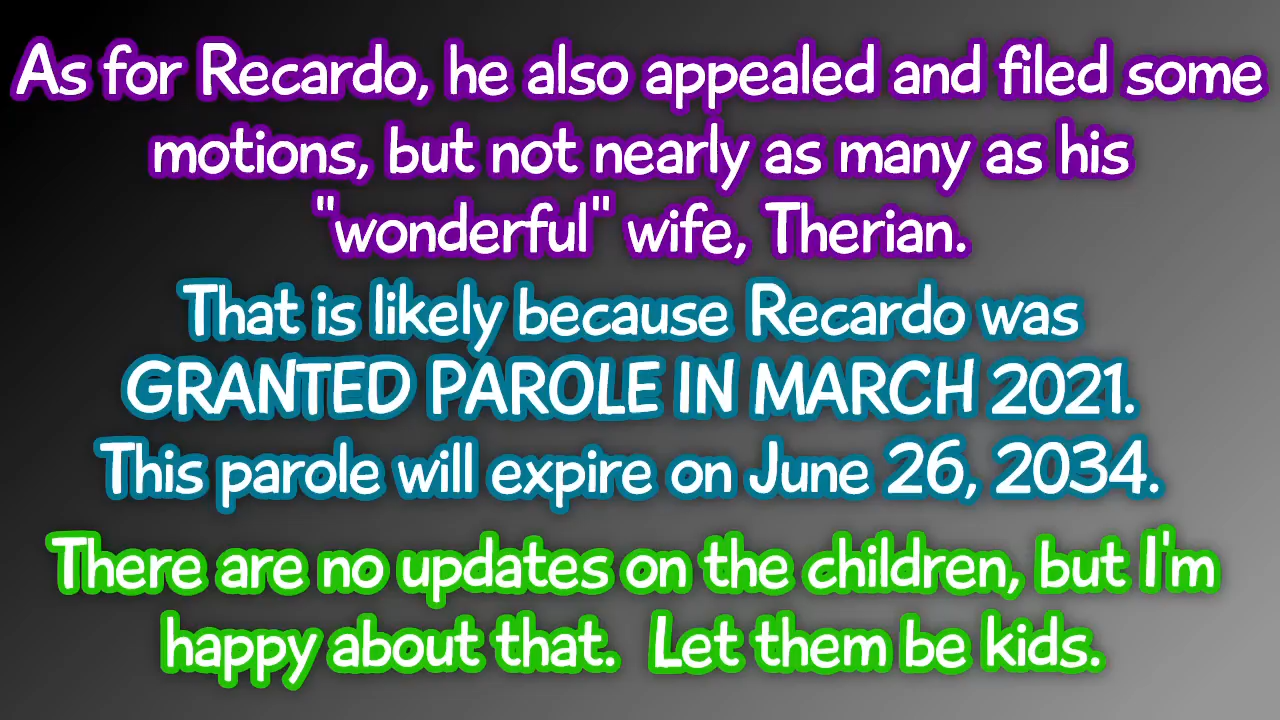 As for Recardo, he also appealed and filed some
motions, but not nearly as many as his
"wonderful" wife, Therian.
That is likely because Recardo was
GRANTED PAROLE IN MARCH 2021.
This parole will expire on June 26, 2034.
There are no updates on the children, but I'm
happy about that.  Let them be kids.